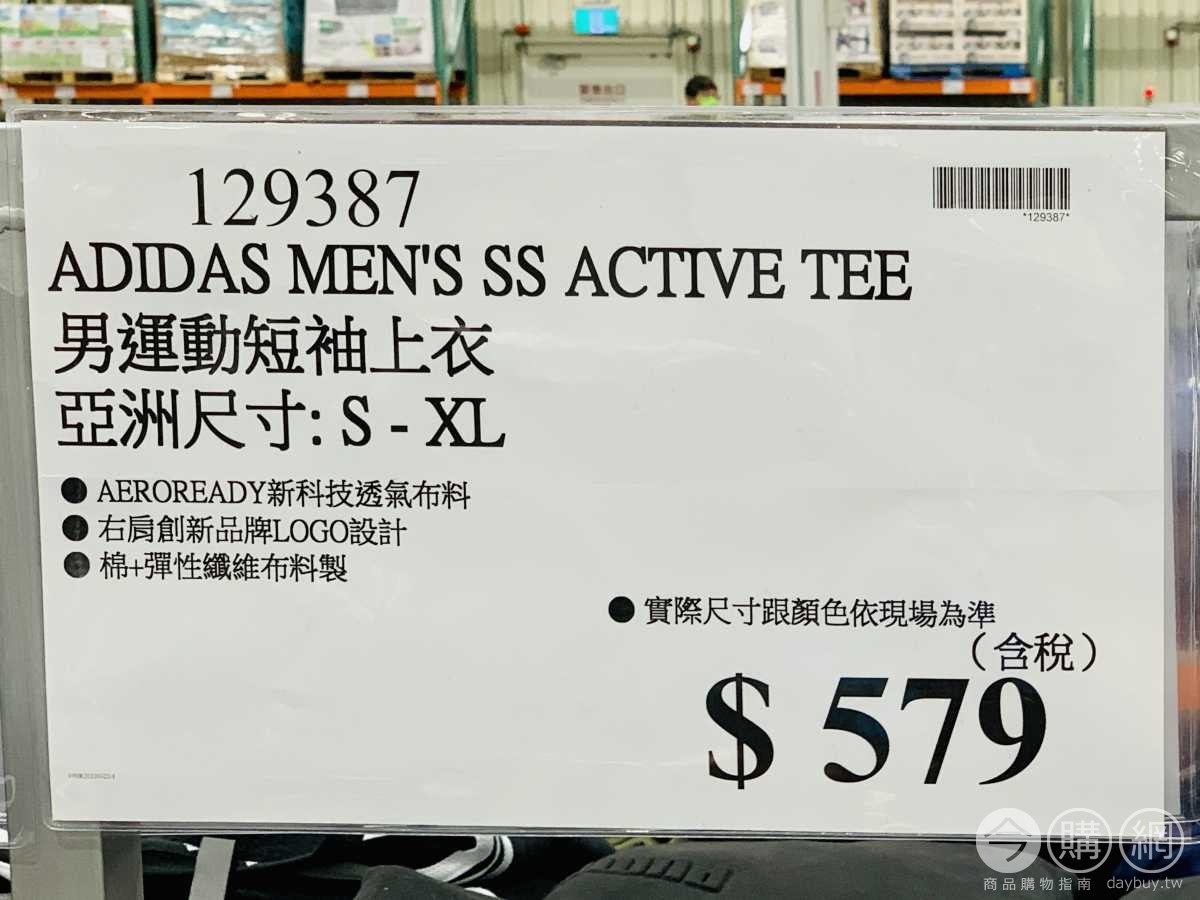 緊急出口
129387
*129387*
ADIDAS MEN'S SS ACTIVE TEE
男運動短袖上衣
亞洲尺寸: S - XL
● AEROREADY新科技透氣布料
● 右肩創新品牌LOGO設計
● 棉+彈性纖維布料製
● 實際尺寸跟顏色依現場為準
（含稅）
$ 579
今購網
商品購物指南 daybuy.tw